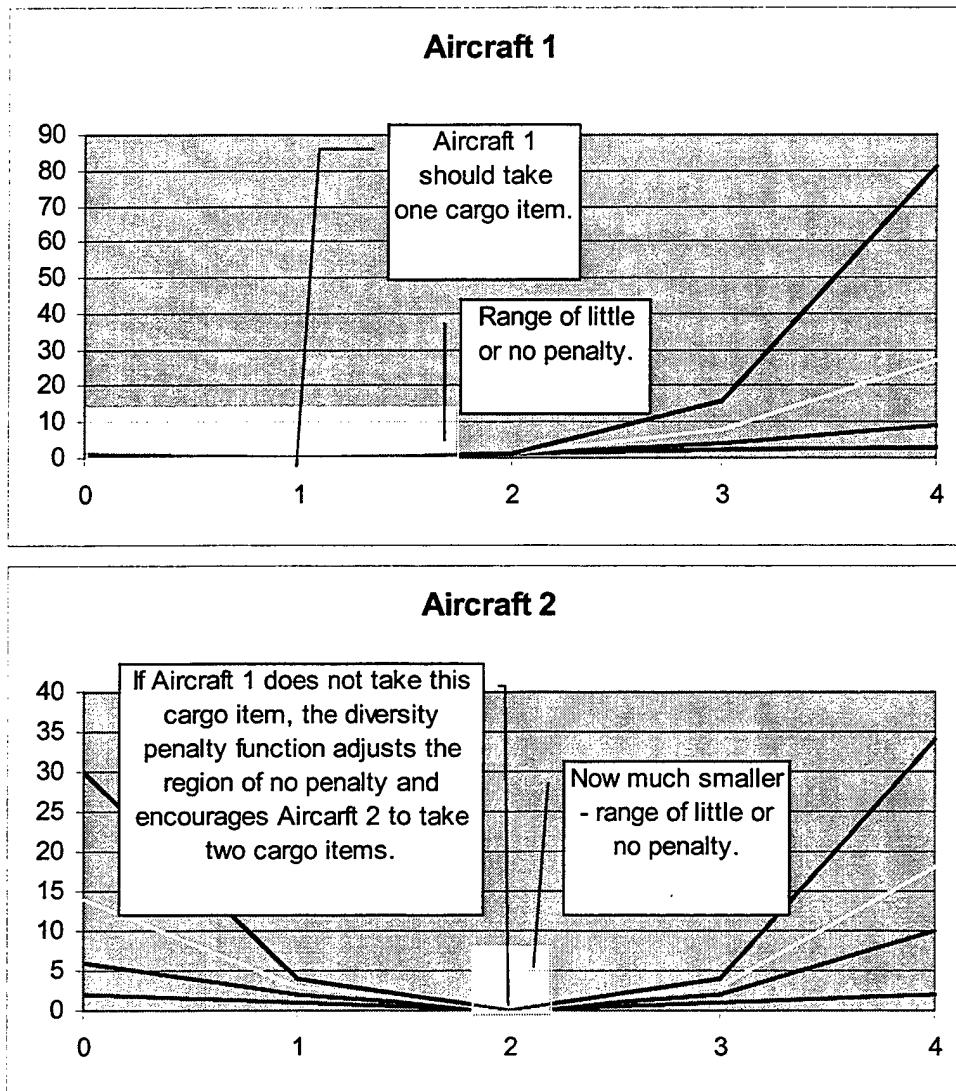 Aircraft 1
90
80
70
60
50
40
30
20
10
0
Aircraft 1
should take
one cargo item.
Range of little
or no penalty.
0 1 2 3 4
Aircraft 2
40
35
30
25
20
15
10
5
0
If Aircraft 1 does not take this
cargo item, the diversity
penalty function adjusts the
region of no penalty and
encourages Aircarft 2 to take
two cargo items.
Now much smaller
- range of little or
no penalty.
0 1 2 3 4